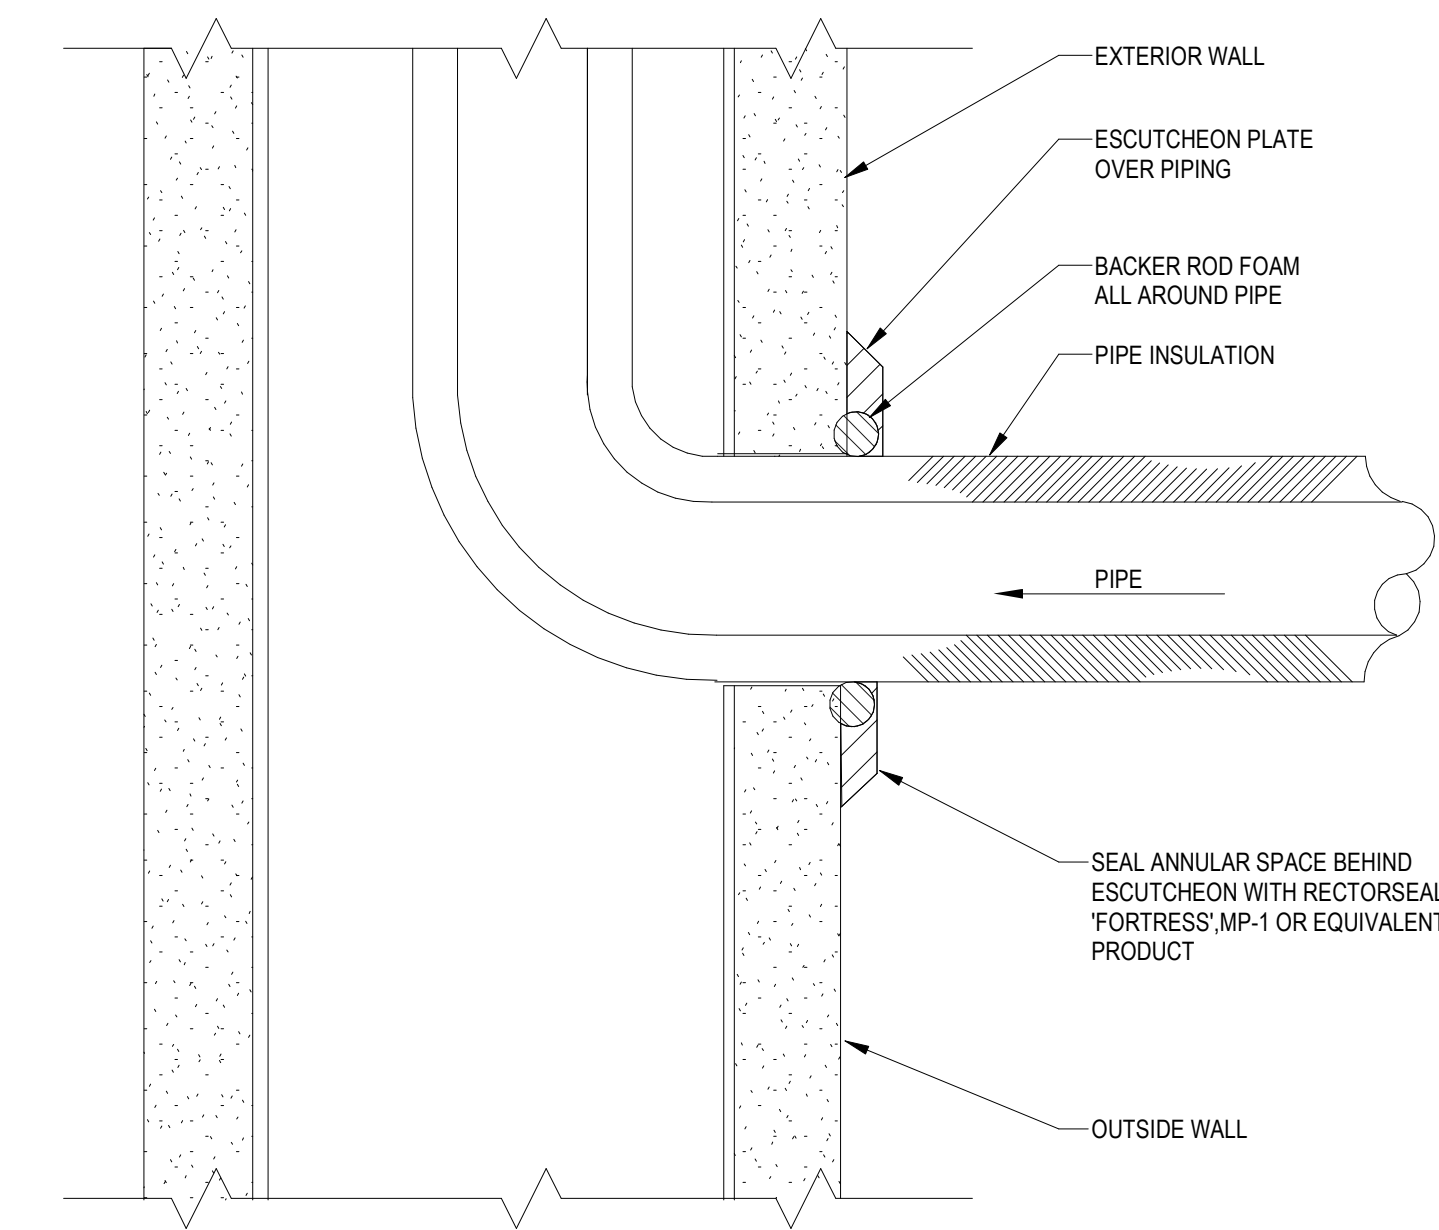 EXTERIOR WALL
ESCUTCHEON PLATE
OVER PIPING
BACKER ROD FOAM
ALL AROUND PIPE
PIPE INSULATION
PIPE
SEAL ANNULAR SPACE BEHIND
ESCUTCHEON WITH RECTORSEAL
'FORTRESS',MP-1 OR EQUIVALENT
PRODUCT
OUTSIDE WALL